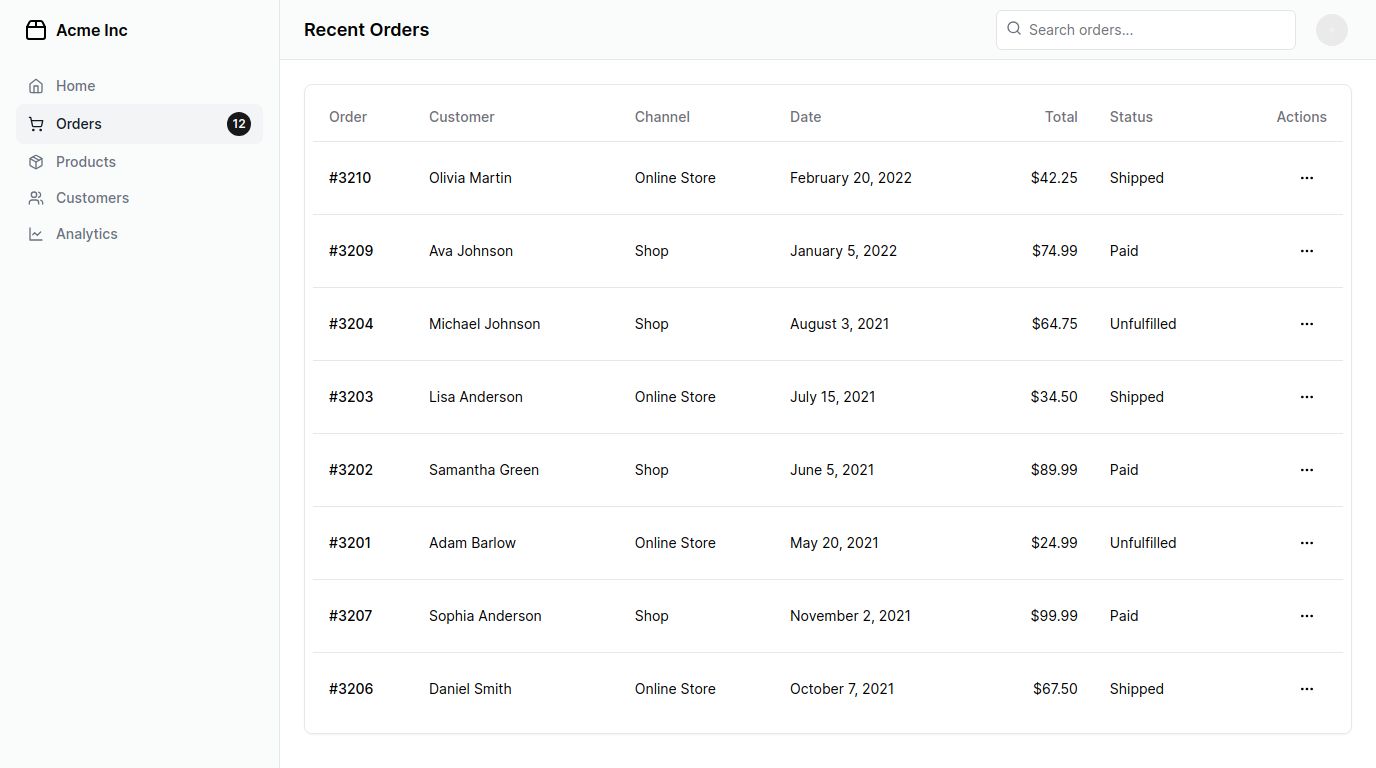 Acme Inc
Home
Orders 12
Products
Customers
Analytics
Recent Orders
Search orders...
Order Customer Channel Date Total Status Actions
#3210 Olivia Martin Online Store February 20, 2022 $42.25 Shipped
#3209 Ava Johnson Shop January 5, 2022 $74.99 Paid
#3204 Michael Johnson Shop August 3, 2021 $64.75 Unfulfilled
#3203 Lisa Anderson Online Store July 15, 2021 $34.50 Shipped
#3202 Samantha Green Shop June 5, 2021 $89.99 Paid
#3201 Adam Barlow Online Store May 20, 2021 $24.99 Unfulfilled
#3207 Sophia Anderson Shop November 2, 2021 $99.99 Paid
#3206 Daniel Smith Online Store October 7, 2021 $67.50 Shipped